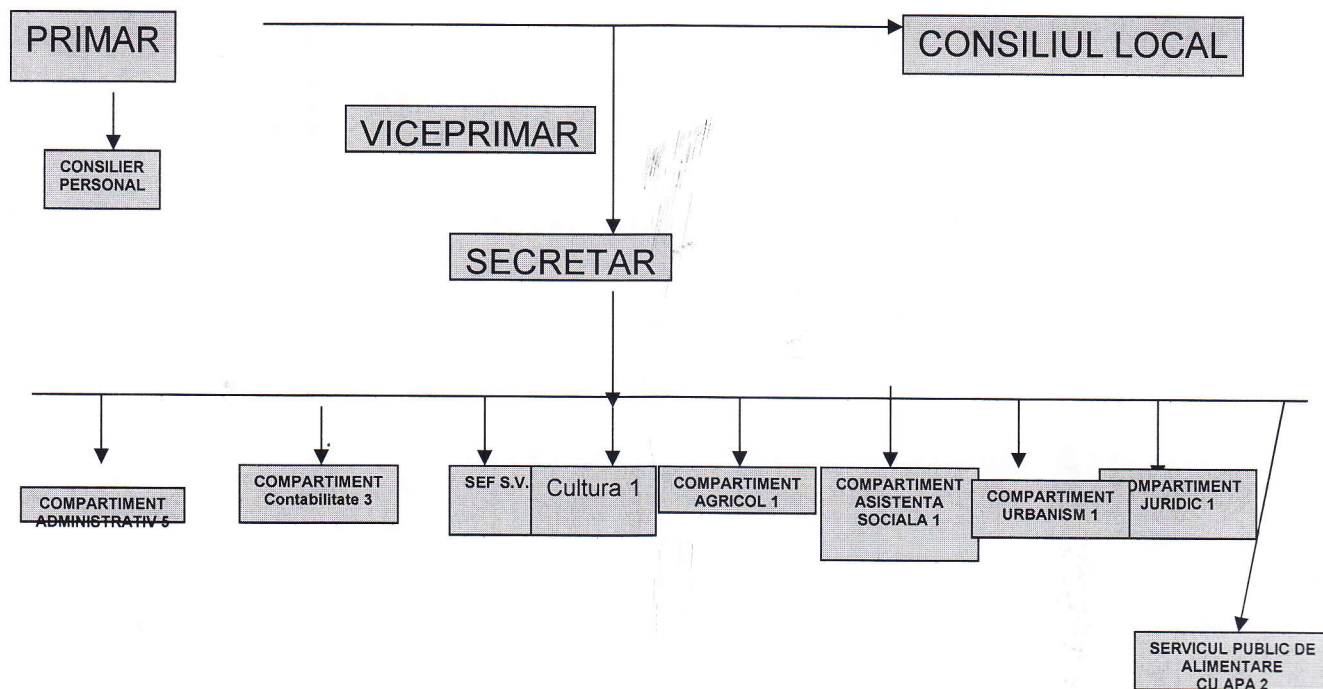 PRIMAR
CONSILIUL LOCAL
VICEPRIMAR
CONSILIER
PERSONAL
SECRETAR
COMPARTIMENT
ADMINISTRATIV 5
COMPARTIMENT
Contabilitate 3
SEF S.V.
Cultura 1
COMPARTIMENT
AGRICOL 1
COMPARTIMENT
ASISTENTA
SOCIALA 1
COMPARTIMENT
URBANISM 1
OMPARTIMENT
JURIDIC 1
SERVICUL PUBLIC DE
ALIMENTARE
CU APA 2